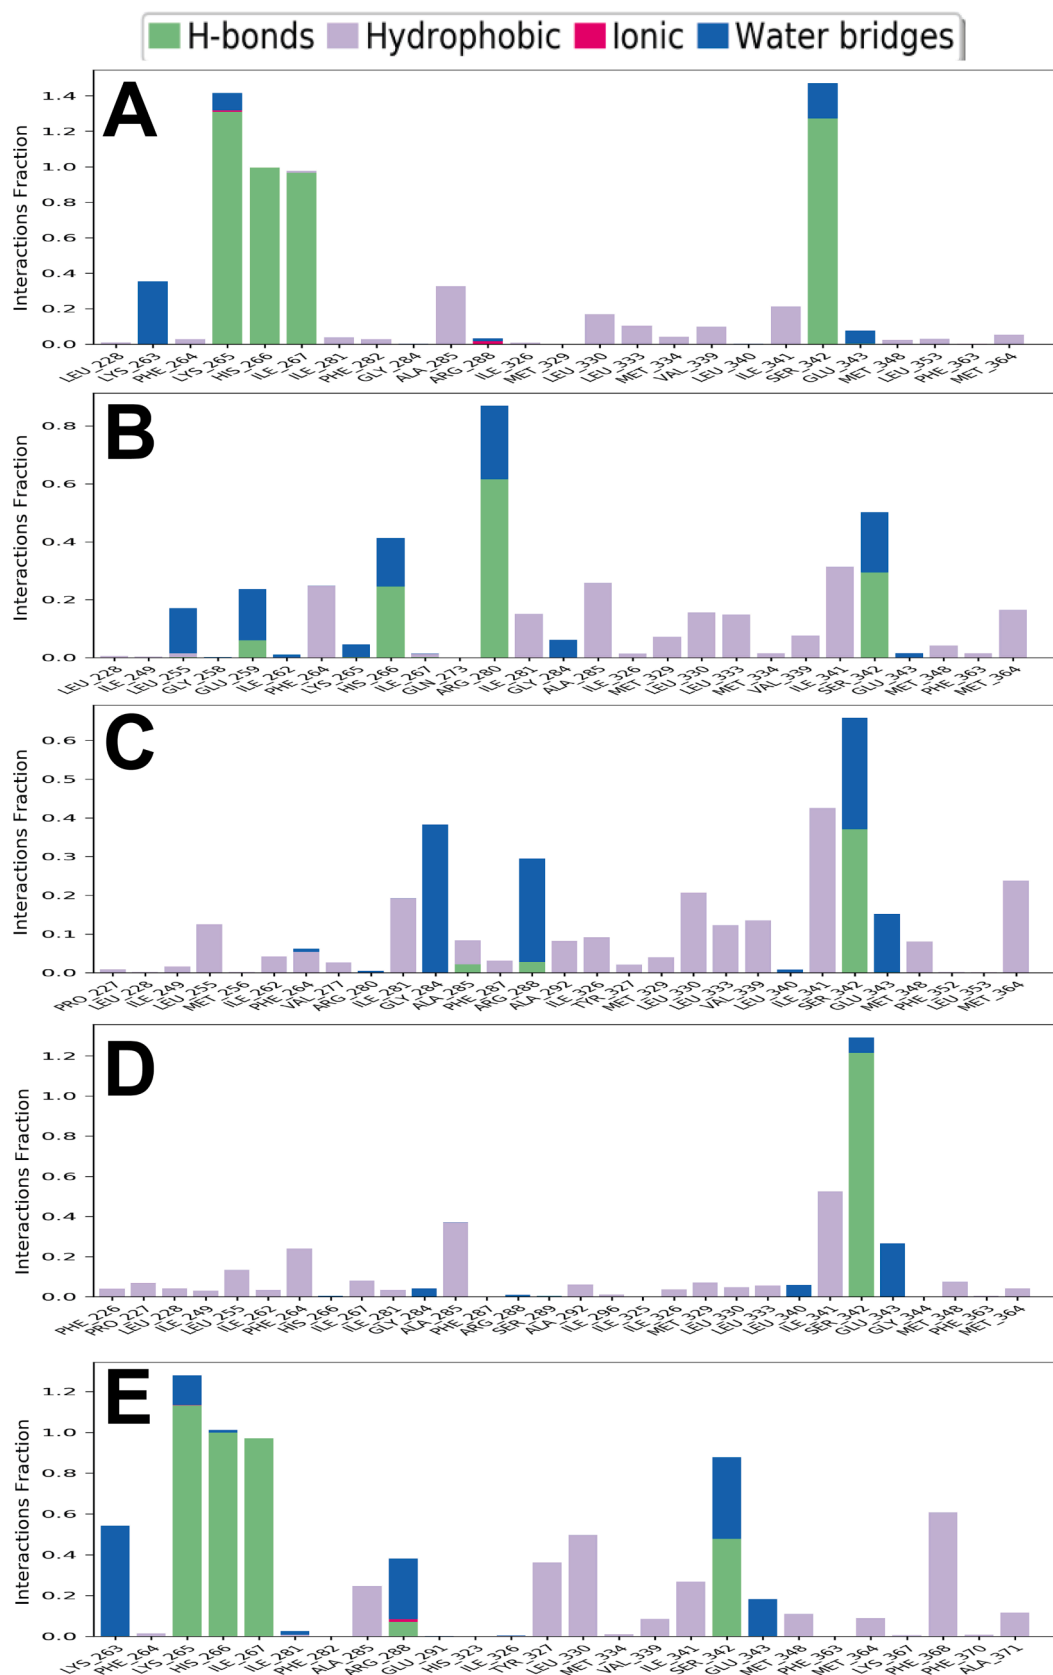 H-bonds Hydrophobic Ionic Water bridges
A
Interactions Fraction
1.4
1.2
1.0
0.8
0.6
0.4
0.2
0.0
LEU_228 LYS_263 PHE_264 LYS_265 HIS_266 ILE_267 ILE_281 PHE_282 GLY_284 ALA_285 ARG_288 ILE_326 MET_329 LEU_330 LEU_333 MET_334 VAL_339 LEU_340 ILE_341 SER_342 GLU_343 MET_348 LEU_353 PHE_363 MET_364
B
Interactions Fraction
0.8
0.6
0.4
0.2
0.0
LEU_228 ILE_249 LEU_255 GLY_258 GLU_259 ILE_262 PHE_264 LYS_265 HIS_266 ILE_267 GLN_273 ARG_280 ILE_281 GLY_284 ALA_285 ILE_326 MET_329 LEU_330 LEU_333 MET_334 VAL_339 ILE_341 SER_342 GLU_343 MET_348 PHE_363 MET_364
C
Interactions Fraction
0.6
0.5
0.4
0.3
0.2
0.1
0.0
PRO_227 LEU_228 ILE_249 LEU_255 MET_256 ILE_262 PHE_264 VAL_277 ARG_280 ILE_281 GLY_284 ALA_285 PHE_287 ARG_288 ALA_292 ILE_326 TYR_327 MET_329 LEU_330 LEU_333 VAL_339 LEU_340 ILE_341 SER_342 GLU_343 MET_348 PHE_352 LEU_353 MET_364
D
Interactions Fraction
1.2
1.0
0.8
0.6
0.4
0.2
0.0
PHE_226 PRO_227 LEU_228 ILE_249 LEU_255 ILE_262 PHE_264 HIS_266 ILE_267 ILE_281 GLY_284 ALA_285 PHE_287 ARG_288 SER_289 ALA_292 ILE_296 ILE_325 ILE_326 MET_329 LEU_330 LEU_333 LEU_340 ILE_341 SER_342 GLU_343 GLY_344 MET_348 PHE_363 MET_364
E
Interactions Fraction
1.2
1.0
0.8
0.6
0.4
0.2
0.0
LYS_263 PHE_264 LYS_265 HIS_266 ILE_267 ILE_281 PHE_282 ALA_285 ARG_288 GLU_291 HIS_323 ILE_326 TYR_327 LEU_330 MET_334 VAL_339 ILE_341 SER_342 GLU_343 MET_348 PHE_363 MET_364 LYS_367 PHE_368 PHE_370 ALA_371